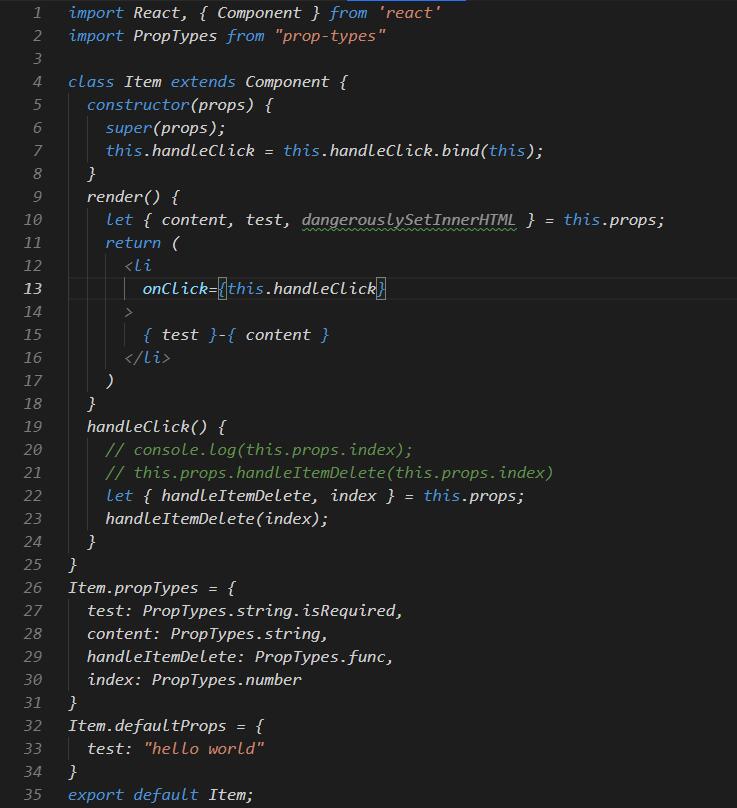 1 import React, { Component } from 'react'
2 import PropTypes from "prop-types"
3
4 class Item extends Component {
5   constructor(props) {
6     super(props);
7     this.handleClick = this.handleClick.bind(this);
8   }
9   render() {
10     let { content, test, dangerouslySetInnerHTML } = this.props;
11     return (
12       <li
13         onClick={this.handleClick}
14       >
15         { test }-{ content }
16       </li>
17     )
18   }
19   handleClick() {
20     // console.log(this.props.index);
21     // this.props.handleItemDelete(this.props.index)
22     let { handleItemDelete, index } = this.props;
23     handleItemDelete(index);
24   }
25 }
26 Item.propTypes = {
27   test: PropTypes.string.isRequired,
28   content: PropTypes.string,
29   handleItemDelete: PropTypes.func,
30   index: PropTypes.number
31 }
32 Item.defaultProps = {
33   test: "hello world"
34 }
35 export default Item;